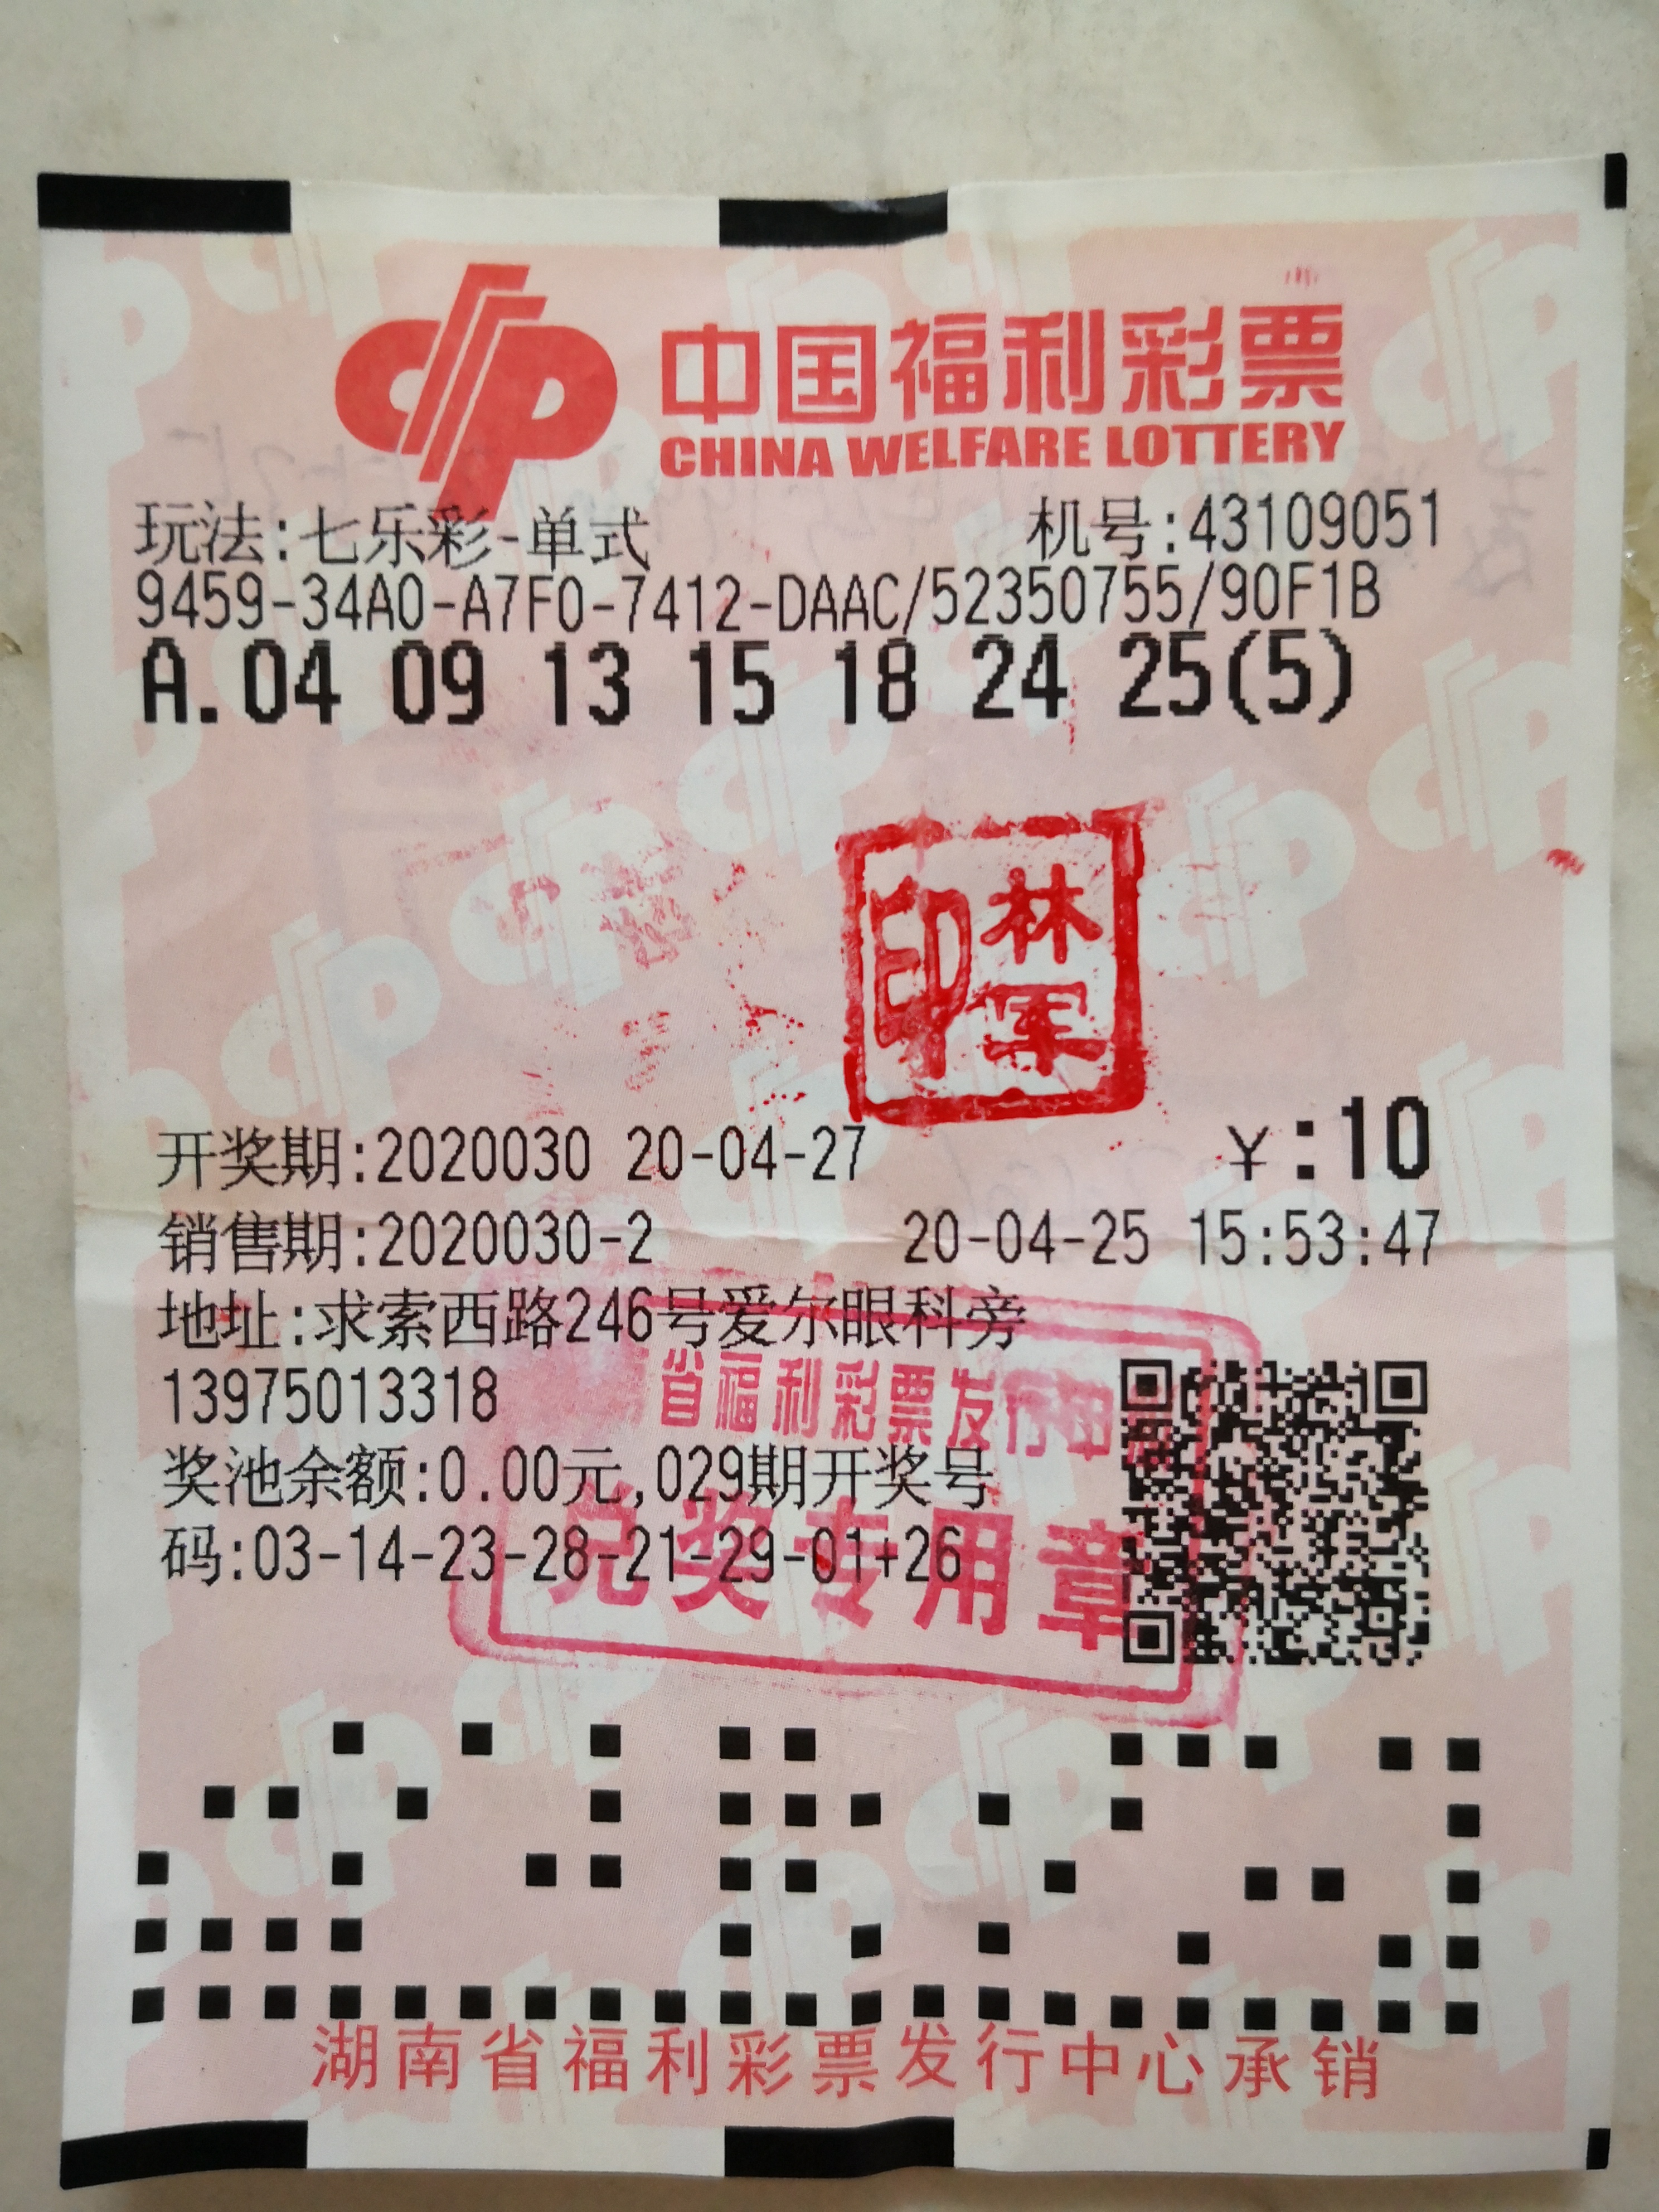 中国福利彩票
CHINA WELFARE LOTTERY
玩法:七乐彩-单式 机号:43109051
9459-34A0-A7F0-7412-DAAC/52350755/90F1B
A.04 09 13 15 18 24 25(5)
林军
印
开奖期:2020030 20-04-27 ￥:10
销售期:2020030-2 20-04-25 15:53:47
地址:求索西路246号爱尔眼科旁
13975013318
奖池余额:0.00元,029期开奖号
码:03-14-23-28-21-29-01+26
省福利彩票发行中
兑奖专用章
湖南省福利彩票发行中心承销